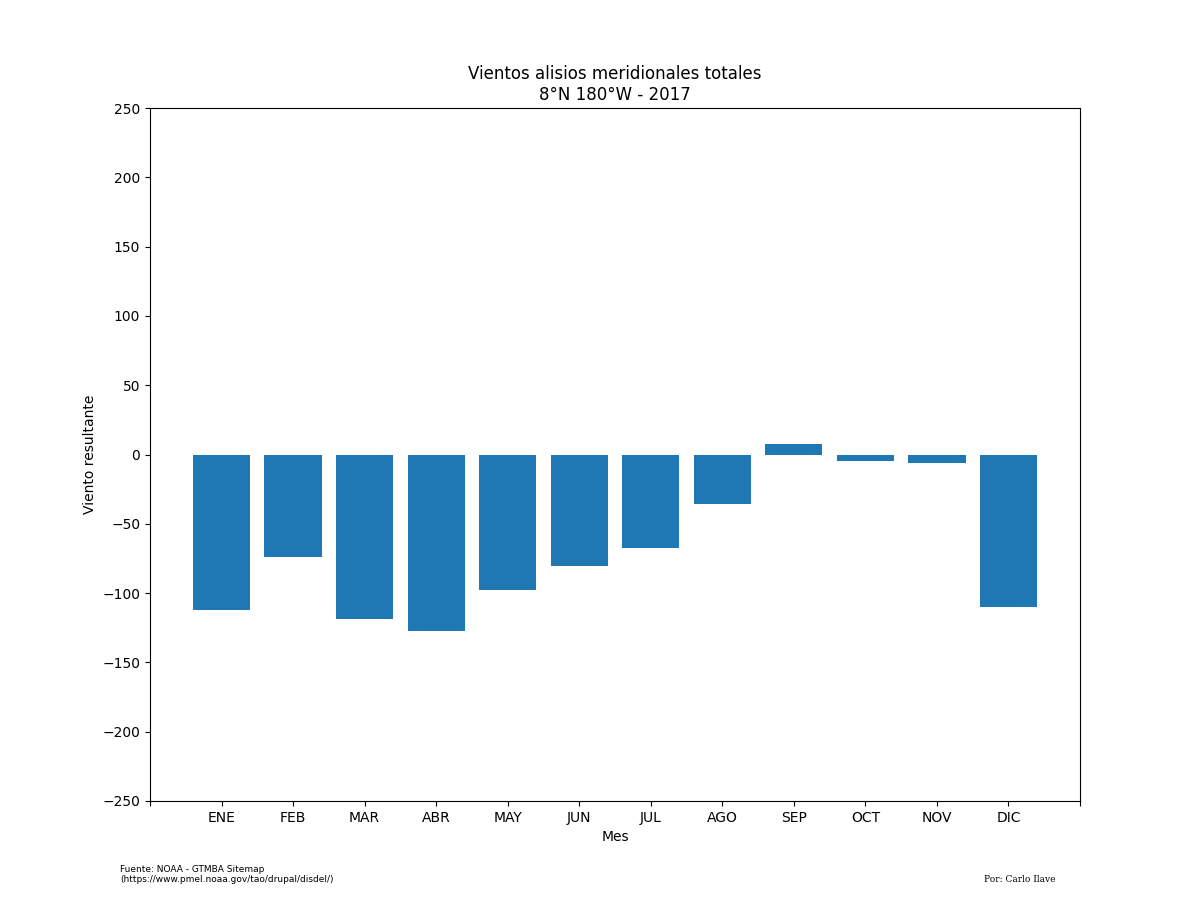 Vientos alisios meridionales totales
8°N 180°W - 2017
250
200
150
100
50
0
−50
−100
−150
−200
−250
Viento resultante
ENE FEB MAR ABR MAY JUN JUL AGO SEP OCT NOV DIC
Mes
Fuente: NOAA - GTMBA Sitemap
(https://www.pmel.noaa.gov/tao/drupal/disdel/)
Por: Carlo Ilave